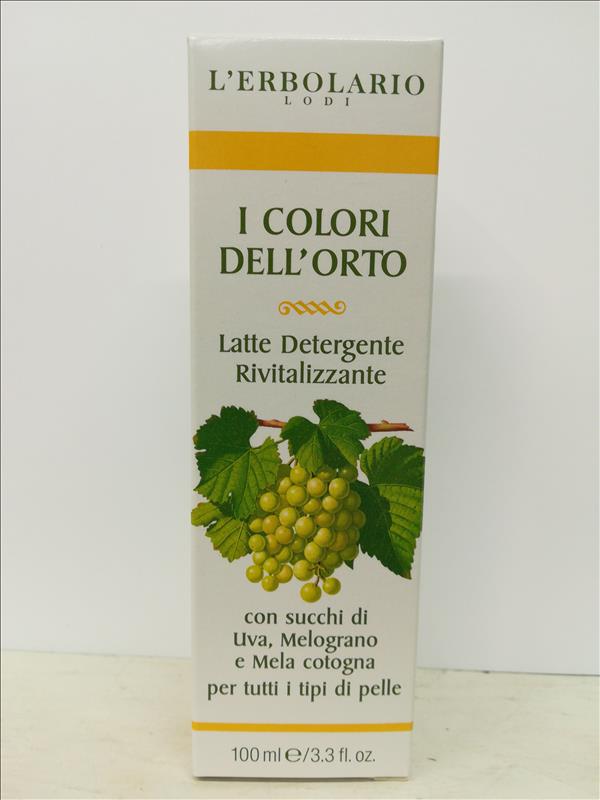 L'ERBOLARIO
LODI
I COLORI
DELL'ORTO
Latte Detergente
Rivitalizzante
con succhi di
Uva, Melograno
e Mela cotogna
per tutti i tipi di pelle
100 ml ℮/3.3 fl. oz.